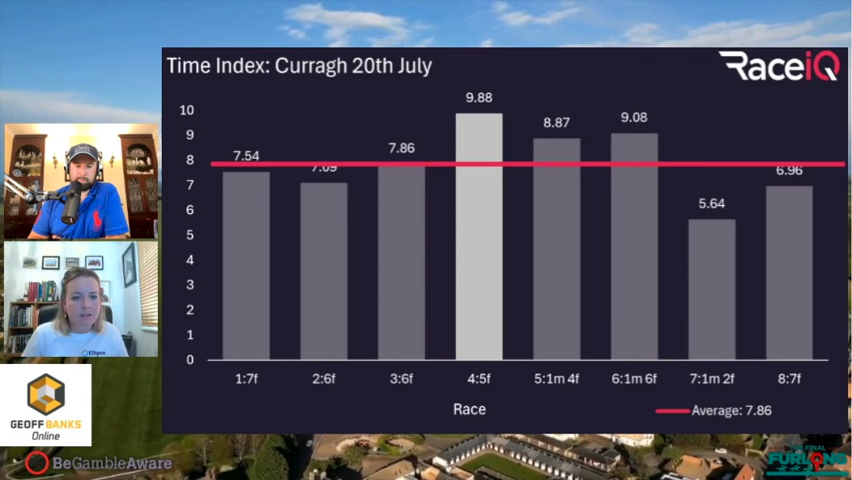 Time Index: Curragh 20th July
RaceiQ
10
9
8
7
6
5
4
3
2
1
0
7.54
7.09
7.86
9.88
8.87
9.08
5.64
6.96
1:7f
2:6f
3:6f
4:5f
5:1m 4f
6:1m 6f
7:1m 2f
8:7f
Race
Average: 7.86
GEOFF BANKS
Online
BeGambleAware
THE FINAL
FURLONG